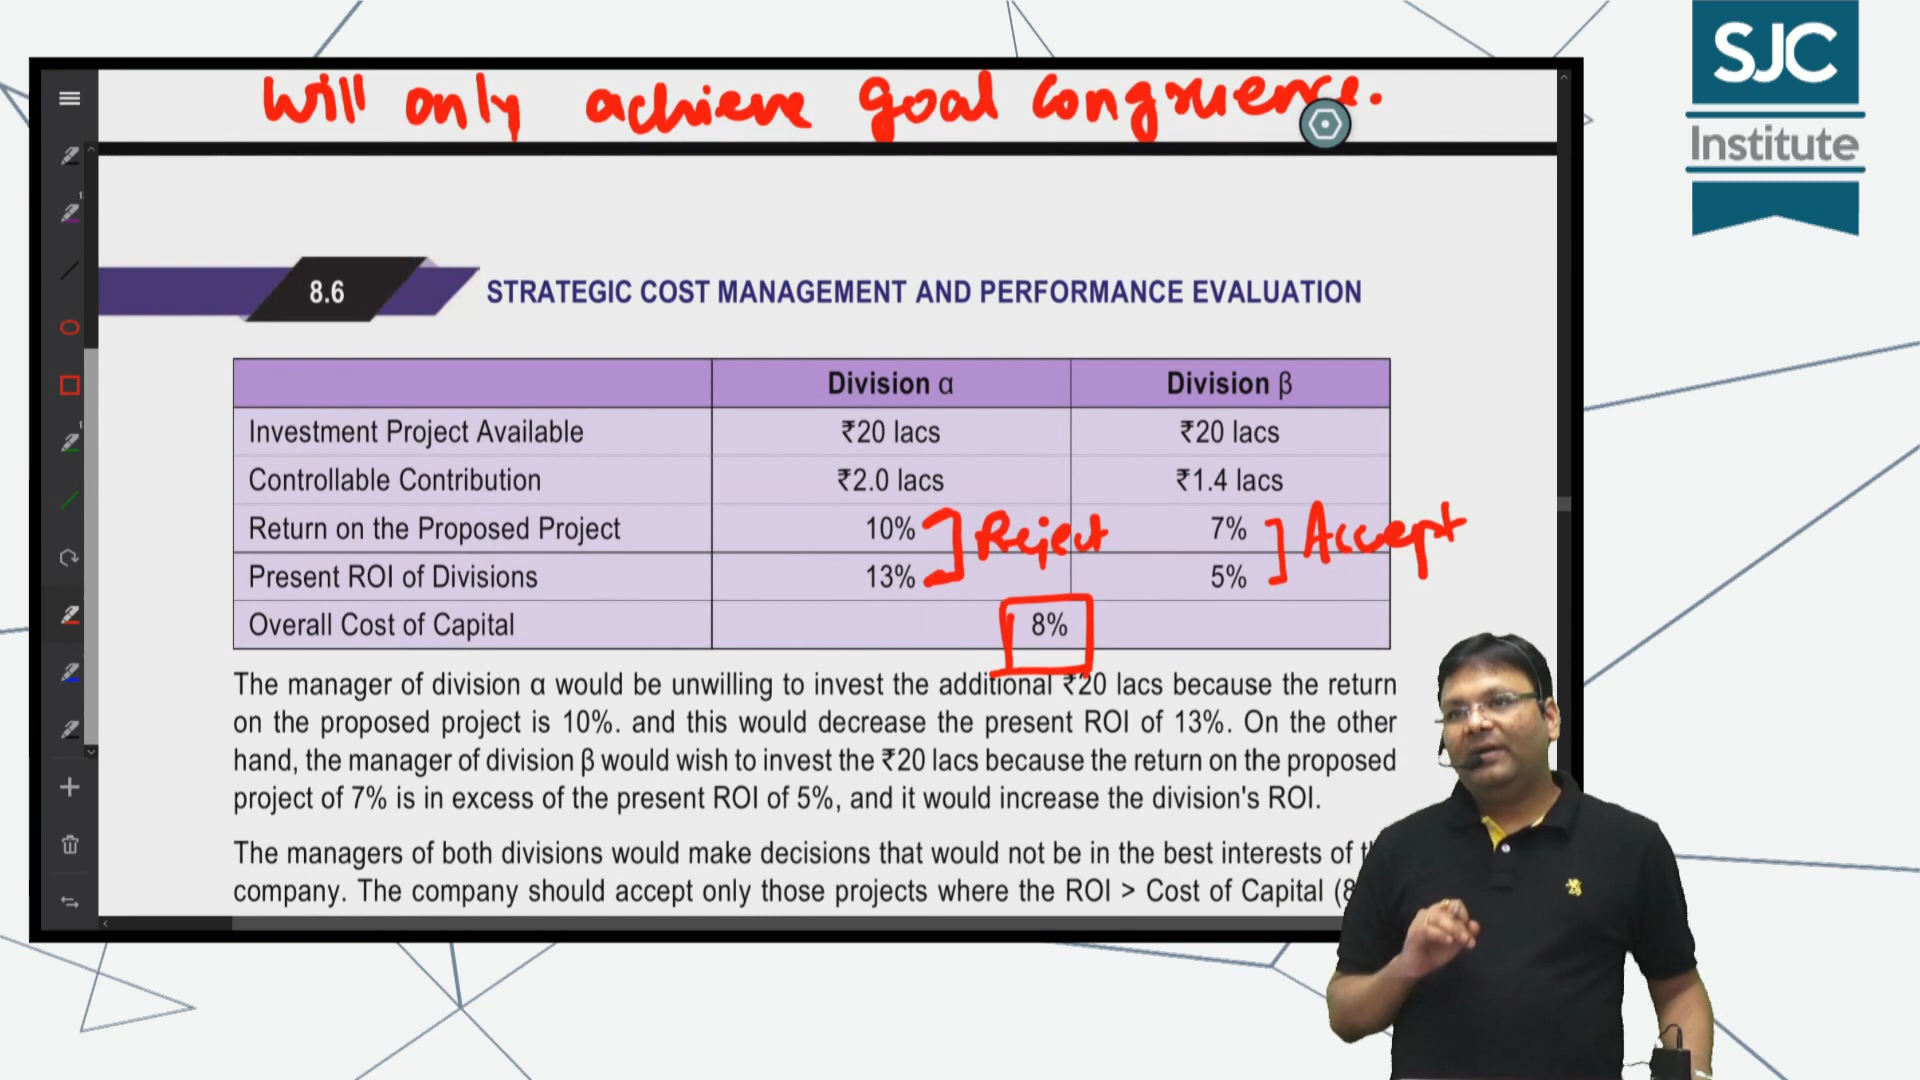 will only achieve goal congruence.
SJC
Institute
8.6 STRATEGIC COST MANAGEMENT AND PERFORMANCE EVALUATION
Division α Division β
Investment Project Available ₹20 lacs ₹20 lacs
Controllable Contribution ₹2.0 lacs ₹1.4 lacs
Return on the Proposed Project 10% 7%
Reject Accept
Present ROI of Divisions 13% 5%
Overall Cost of Capital 8%
The manager of division α would be unwilling to invest the additional ₹20 lacs because the return
on the proposed project is 10%. and this would decrease the present ROI of 13%. On the other
hand, the manager of division β would wish to invest the ₹20 lacs because the return on the proposed
project of 7% is in excess of the present ROI of 5%, and it would increase the division's ROI.
The managers of both divisions would make decisions that would not be in the best interests of
company. The company should accept only those projects where the ROI > Cost of Capital (8